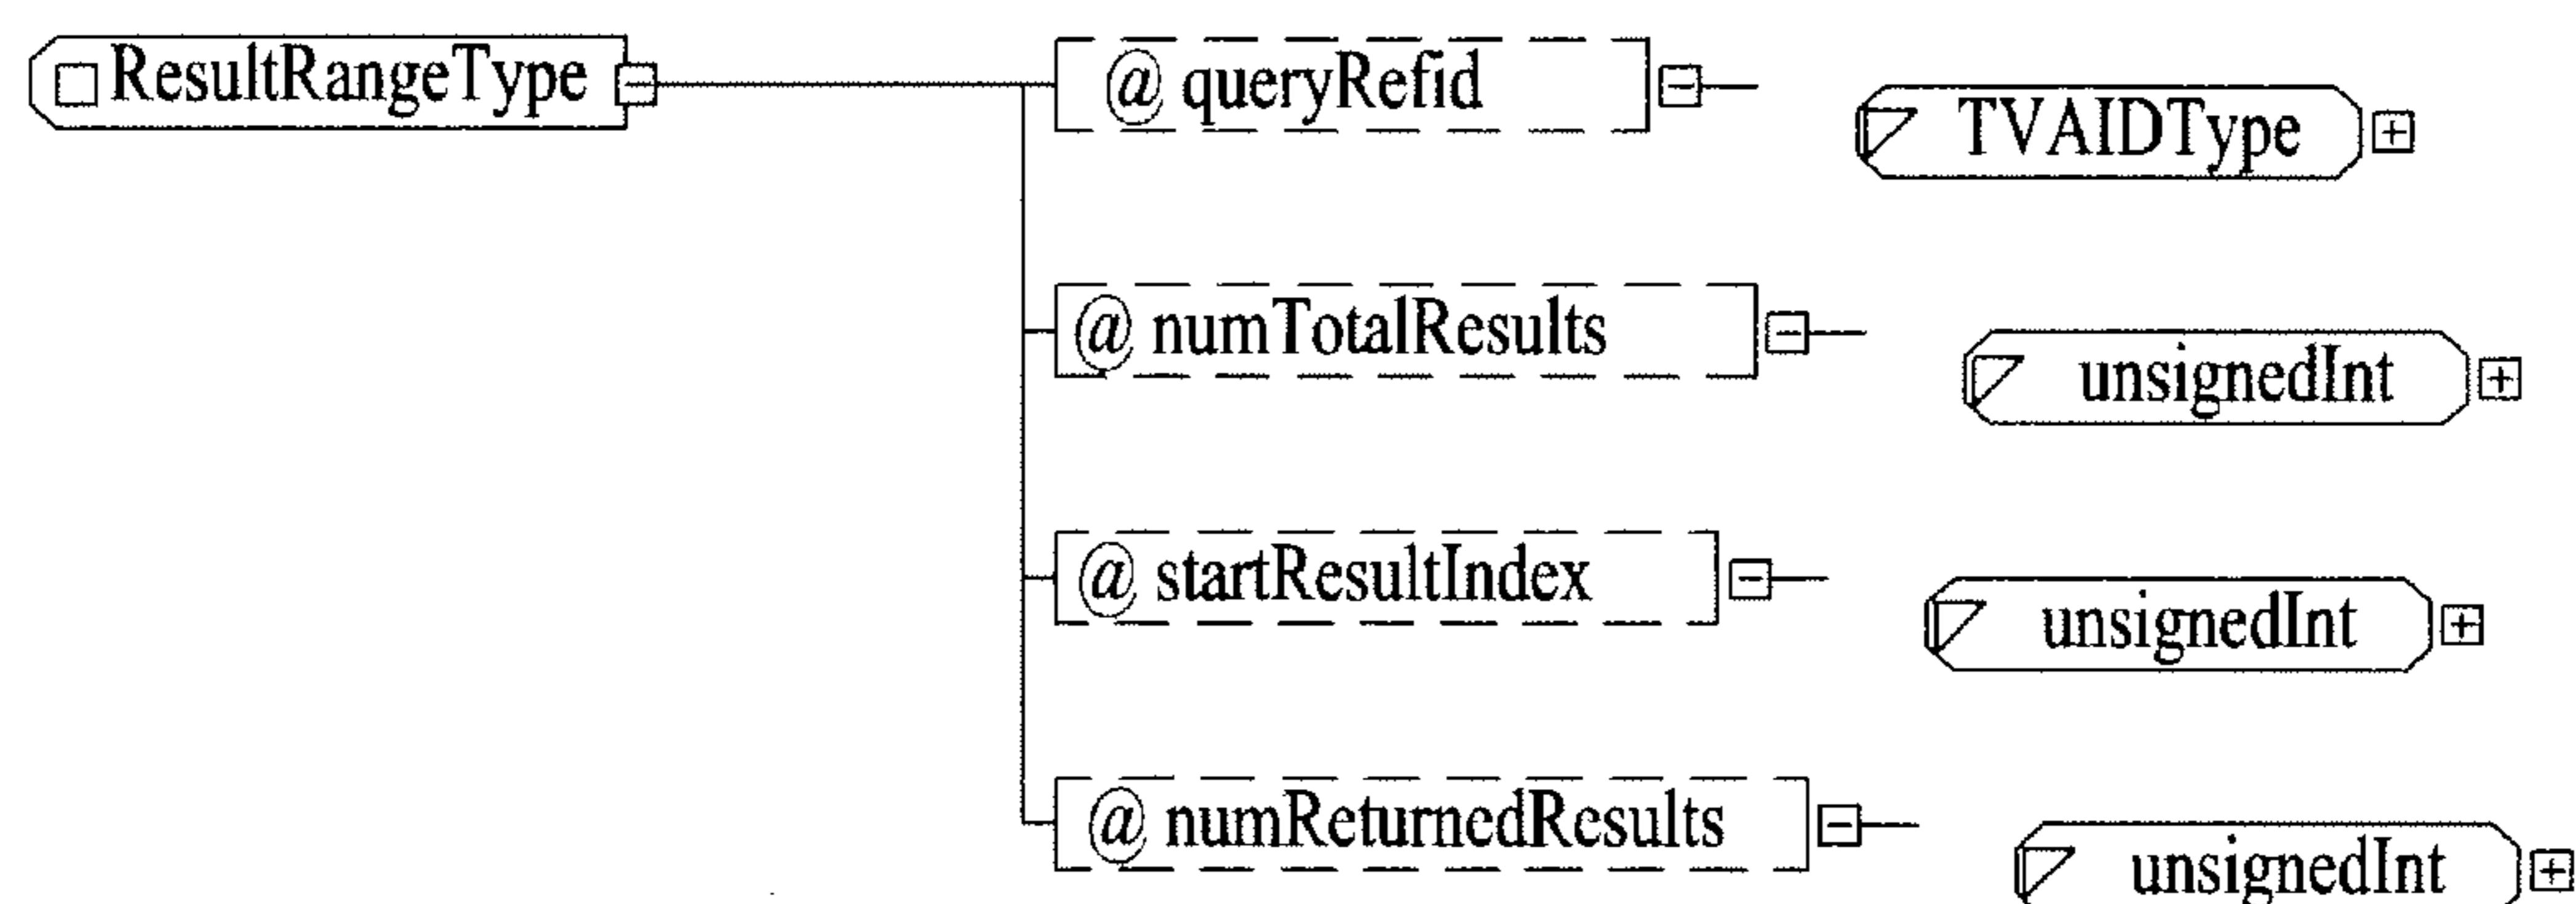 ResultRangeType
@ queryRefid
TVAIDType
@ numTotalResults
unsignedInt
@ startResultIndex
unsignedInt
@ numReturnedResults
unsignedInt